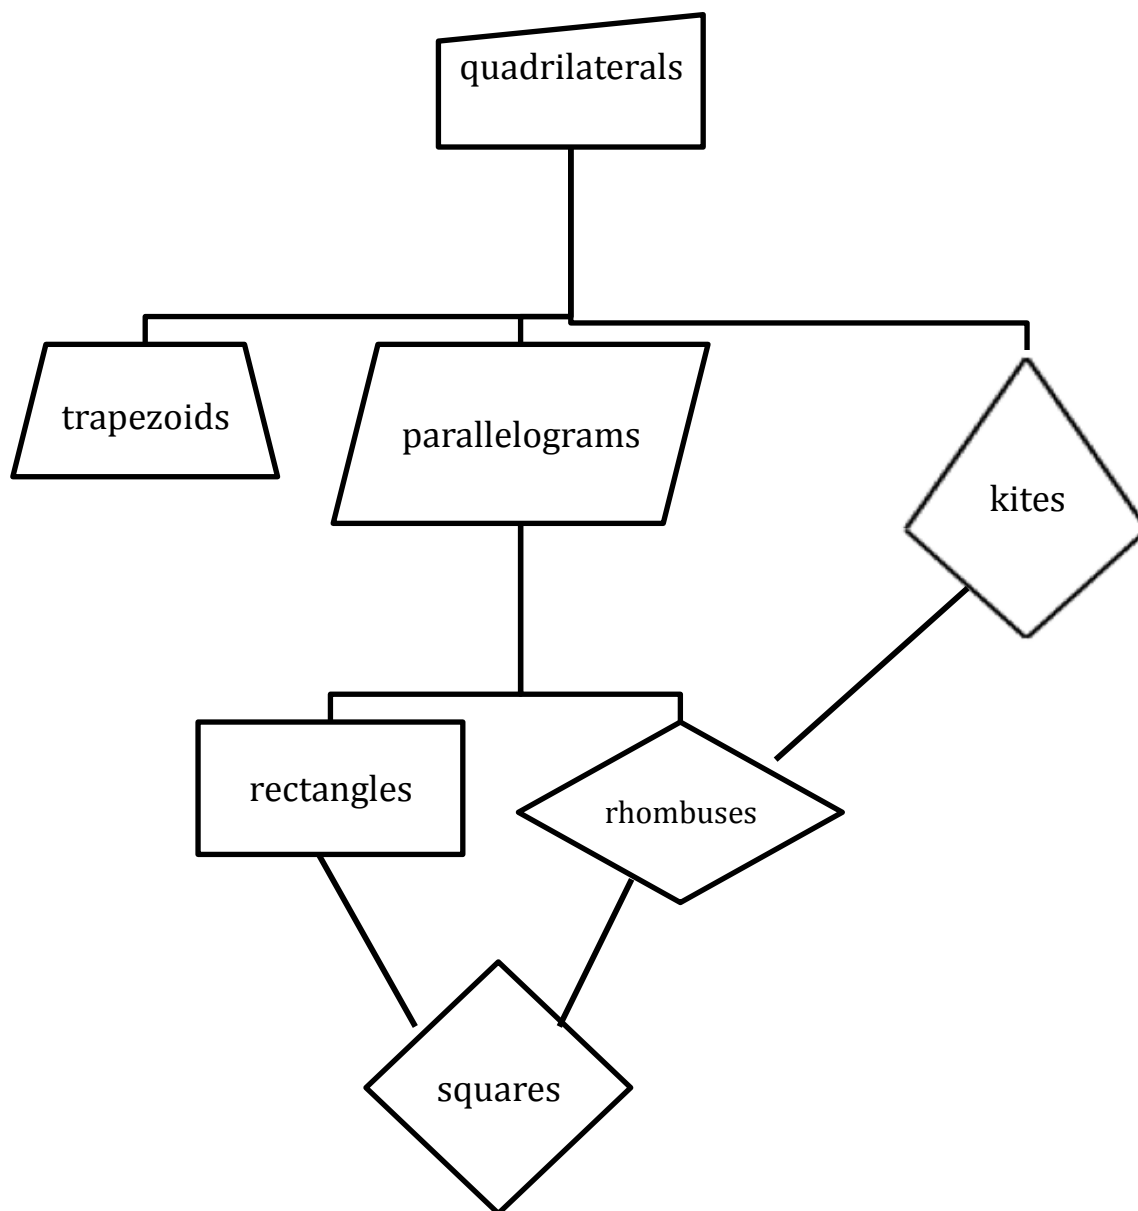 quadrilaterals
trapezoids
parallelograms
kites
rectangles
rhombuses
squares